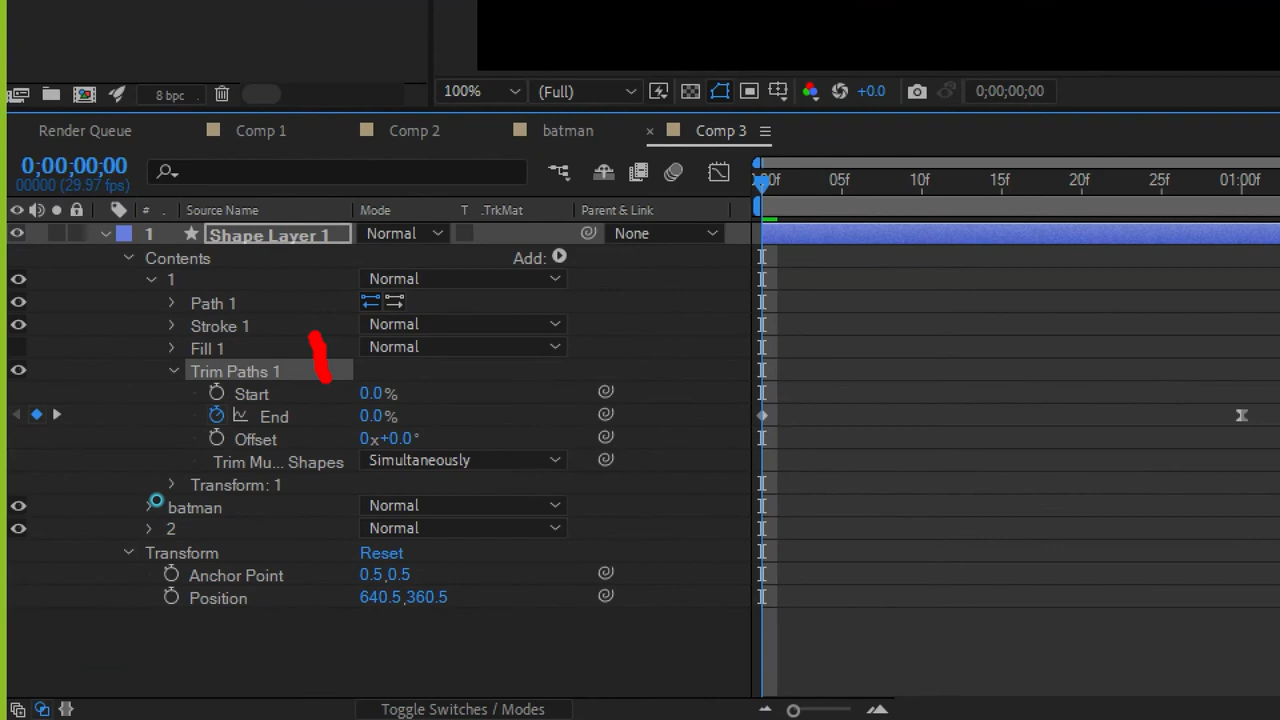 100% (Full) +0.0 0;00;00;00
8 bpc
Render Queue Comp 1 Comp 2 batman × Comp 3
0;00;00;00
00000 (29.97 fps)
:00f 05f 10f 15f 20f 25f 01:00f
# . Source Name Mode T .TrkMat Parent & Link
1 Shape Layer 1 Normal None
Contents Add:
1 Normal
Path 1
Stroke 1 Normal
Fill 1 Normal
Trim Paths 1
Start 0.0%
End 0.0%
Offset 0x+0.0°
Trim Mu... Shapes Simultaneously
Transform: 1
batman Normal
2 Normal
Transform Reset
Anchor Point 0.5,0.5
Position 640.5,360.5
Toggle Switches / Modes